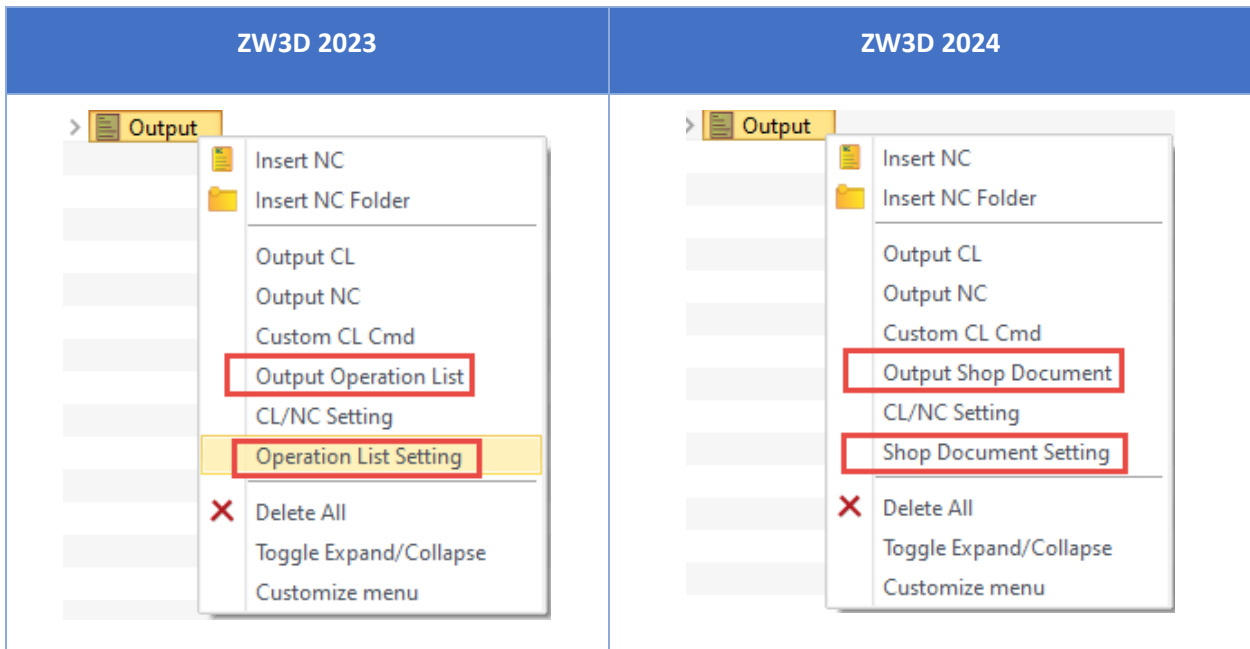 ZW3D 2023
ZW3D 2024
Output
Insert NC
Insert NC Folder
Output CL
Output NC
Custom CL Cmd
Output Operation List
CL/NC Setting
Operation List Setting
Delete All
Toggle Expand/Collapse
Customize menu
Output
Insert NC
Insert NC Folder
Output CL
Output NC
Custom CL Cmd
Output Shop Document
CL/NC Setting
Shop Document Setting
Delete All
Toggle Expand/Collapse
Customize menu